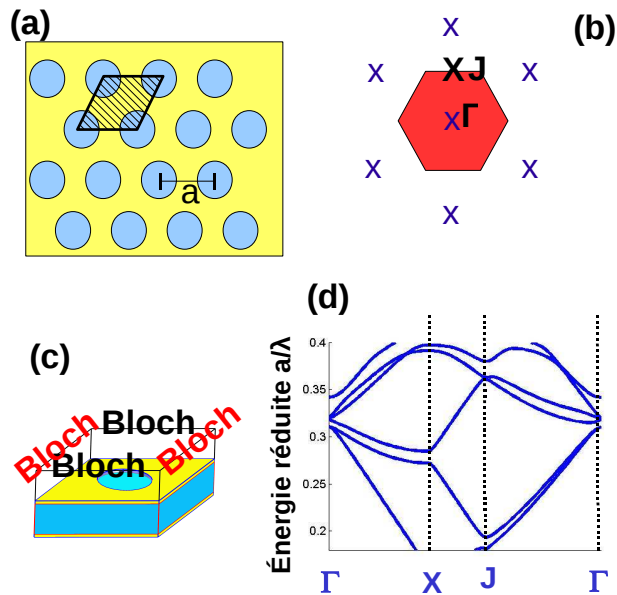 (a)
a
(b)
x
x
x
X J
x Γ
x
x
x
(c)
Bloch
Bloch
Bloch
Bloch
(d)
Énergie réduite a/λ
0.4
0.35
0.3
0.25
0.2
Γ
X
J
Γ